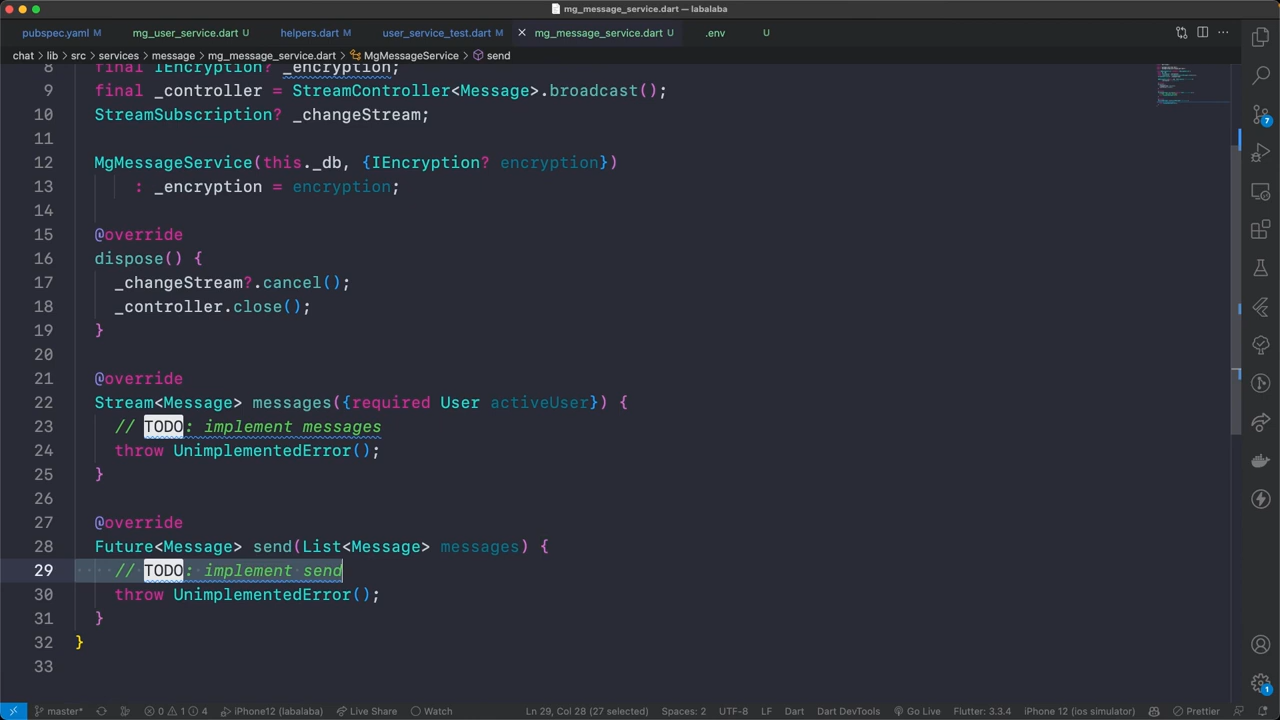 mg_message_service.dart — labalaba
pubspec.yaml M
mg_user_service.dart U
helpers.dart M
user_service_test.dart M
mg_message_service.dart U
.env U
chat › lib › src › services › message › mg_message_service.dart › MgMessageService › send
8 final IEncryption? _encryption;
9 final _controller = StreamController<Message>.broadcast();
10 StreamSubscription? _changeStream;
11
12 MgMessageService(this._db, {IEncryption? encryption})
13 : _encryption = encryption;
14
15 @override
16 dispose() {
17 _changeStream?.cancel();
18 _controller.close();
19 }
20
21 @override
22 Stream<Message> messages({required User activeUser}) {
23 // TODO: implement messages
24 throw UnimplementedError();
25 }
26
27 @override
28 Future<Message> send(List<Message> messages) {
29 // TODO: implement send
30 throw UnimplementedError();
31 }
32 }
33
7
1
master* 0 1 4 iPhone12 (labalaba) Live Share Watch Ln 29, Col 28 (27 selected) Spaces: 2 UTF-8 LF Dart Dart DevTools Go Live Flutter: 3.3.4 iPhone 12 (ios simulator) Prettier